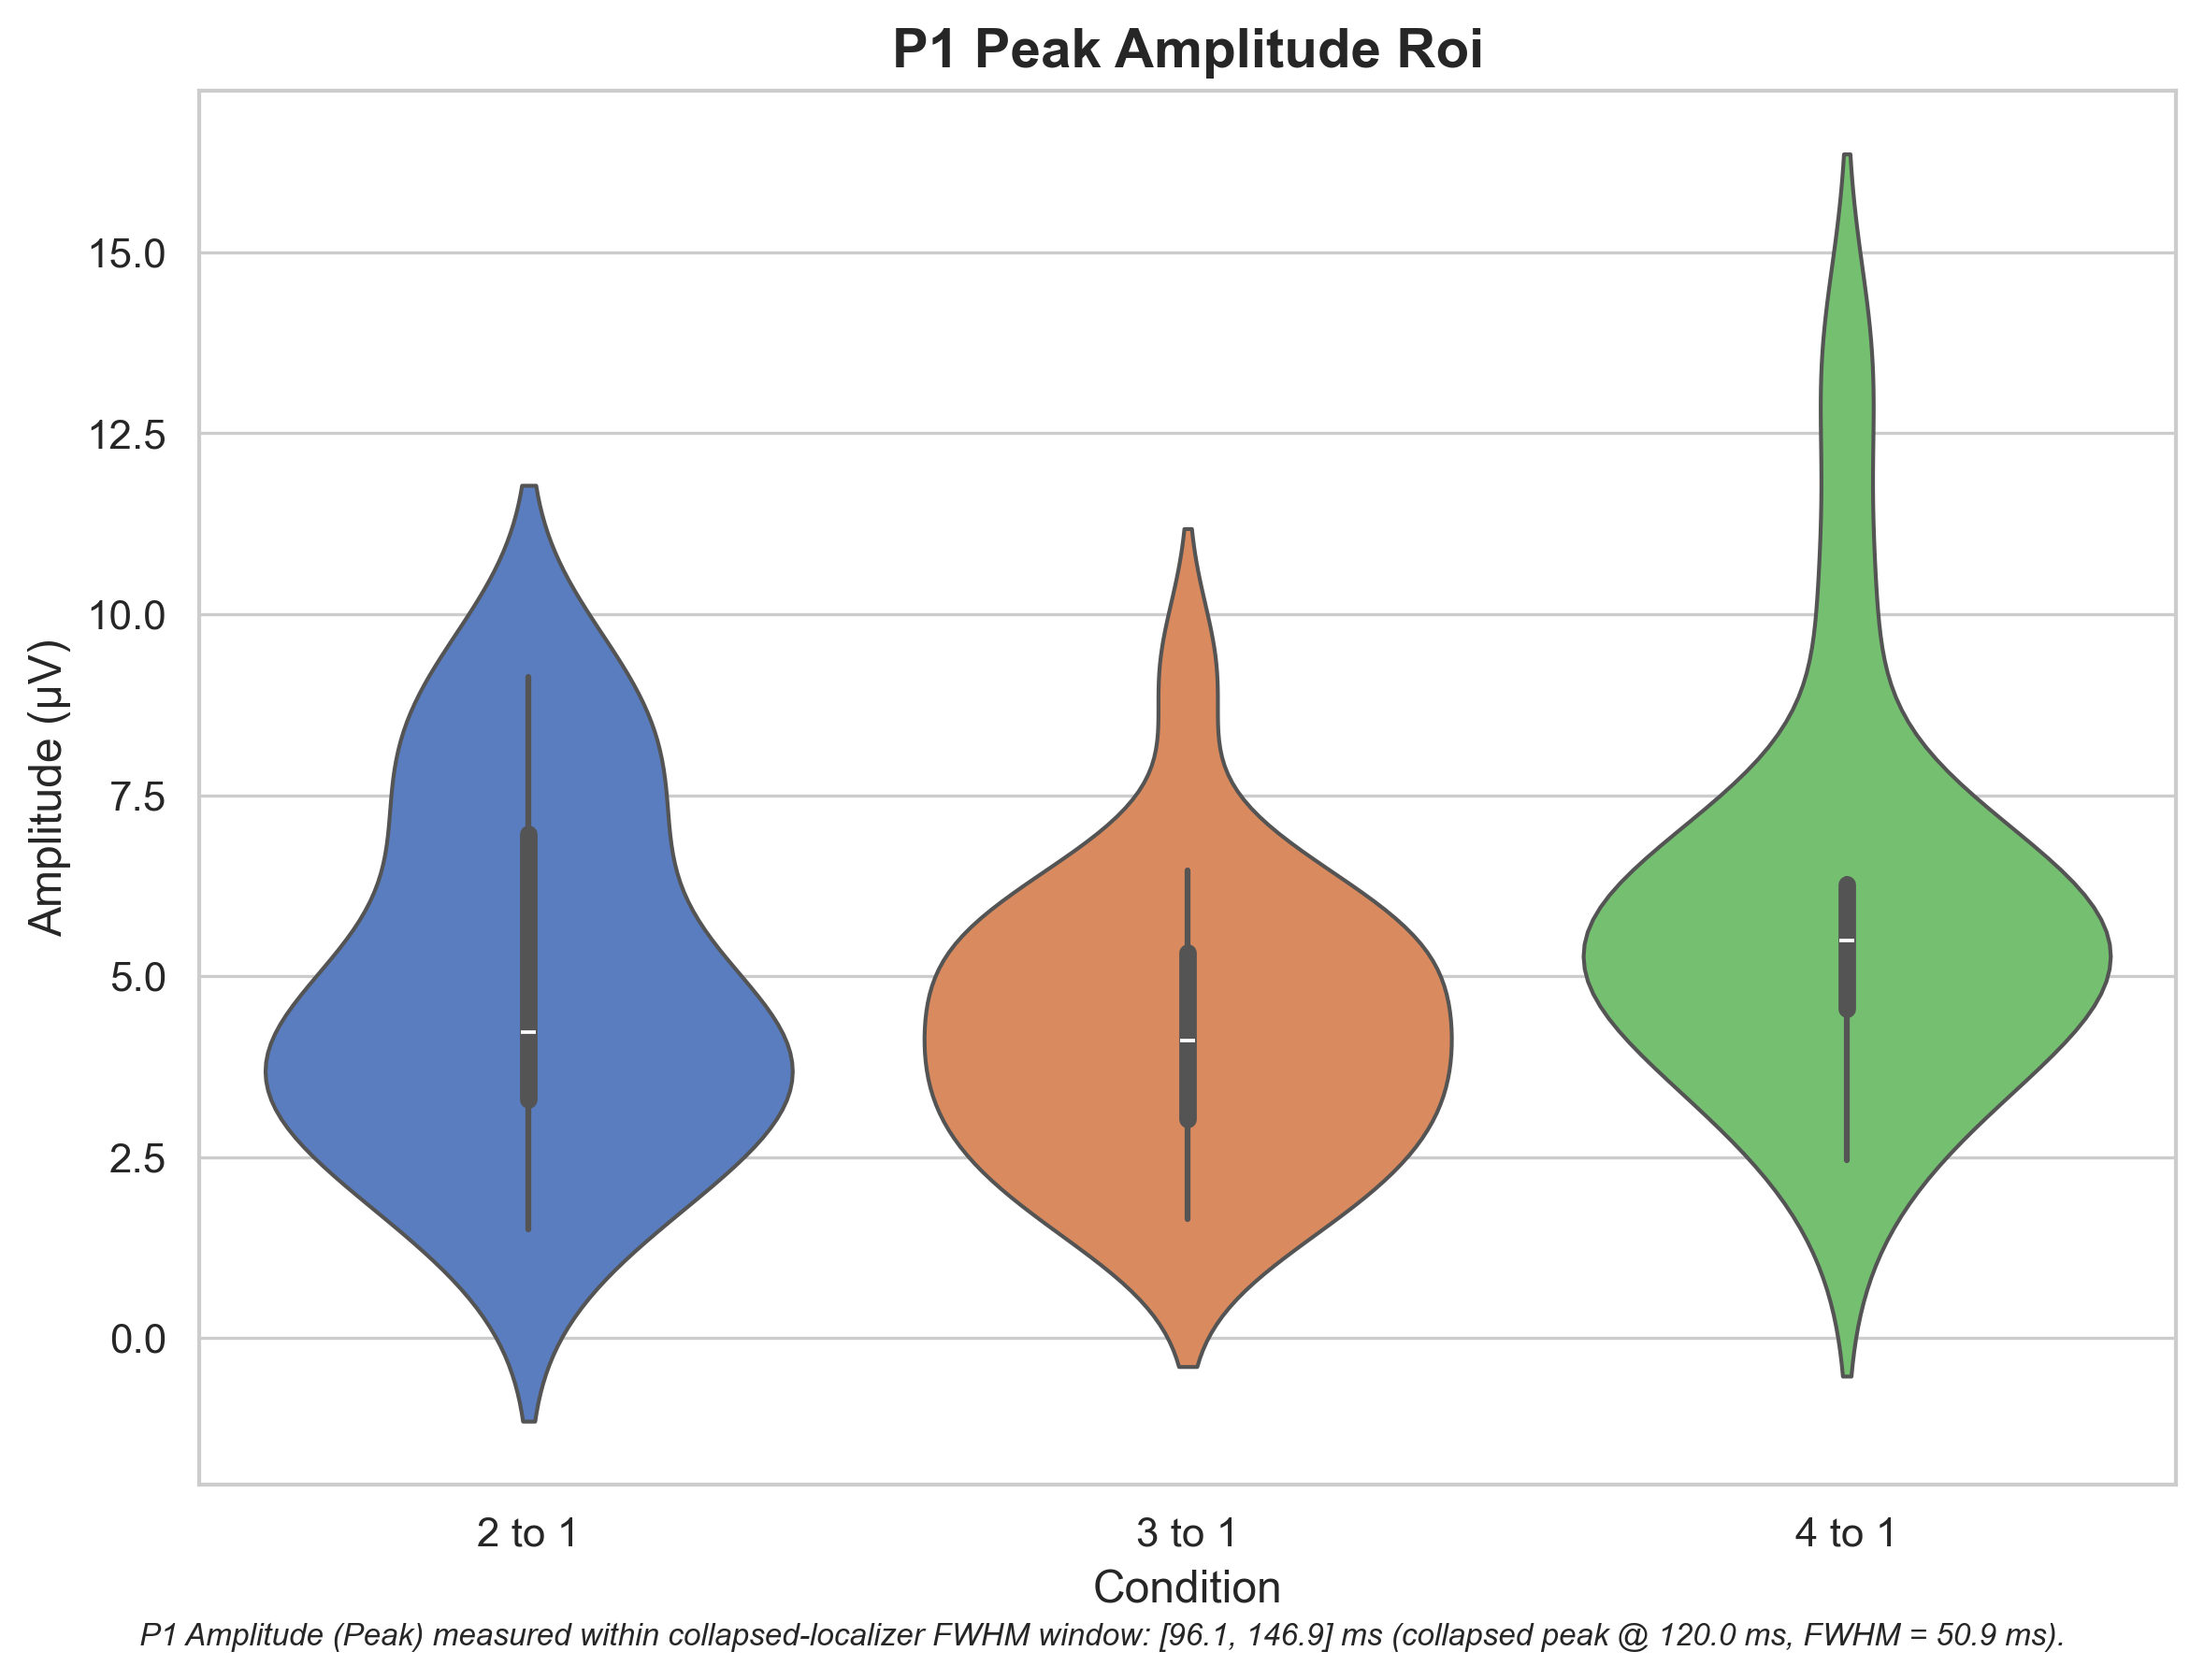 P1 Peak Amplitude Roi
Amplitude (µV)
15.0
12.5
10.0
7.5
5.0
2.5
0.0
2 to 1
3 to 1
4 to 1
Condition
P1 Amplitude (Peak) measured within collapsed-localizer FWHM window: [96.1, 146.9] ms (collapsed peak @ 120.0 ms, FWHM = 50.9 ms).